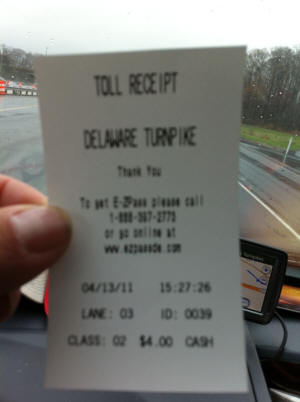 TOLL RECEIPT
DELAWARE TURNPIKE
Thank You
To get E-ZPass please call
1-888-397-2773
or go online at
www.ezpassde.com
04/13/11 15:27:26
LANE: 03 ID: 0039
CLASS: 02 $4.00 CASH